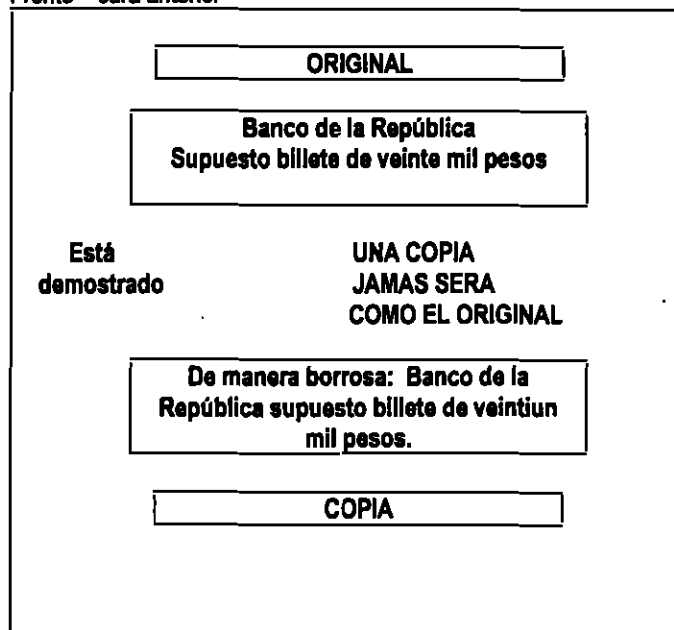 ORIGINAL
Banco de la República
Supuesto billete de veinte mil pesos
Está
demostrado
UNA COPIA
JAMAS SERA
COMO EL ORIGINAL
De manera borrosa: Banco de la
República supuesto billete de veintiun
mil pesos.
COPIA